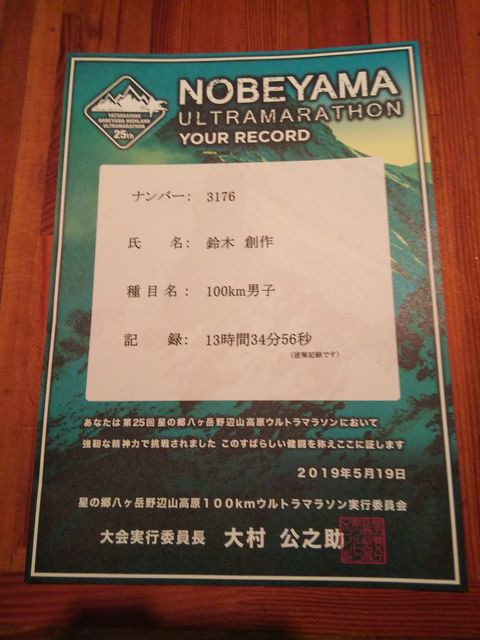 YATSUGATAKE
NOBEYAMA HIGHLAND
ULTRAMARATHON
25th
NOBEYAMA
ULTRAMARATHON
YOUR RECORD
ナンバー： 3176
氏 名： 鈴木 創作
種目名： 100km男子
記 録： 13時間34分56秒
（速報記録です）
あなたは 第25回 星の郷八ヶ岳野辺山高原ウルトラマラソンにおいて
強靭な精神力で挑戦されました このすばらしい健闘を称えここに証します
2019年5月19日
星の郷八ヶ岳野辺山高原１００ｋｍウルトラマラソン実行委員会
大会実行委員長 大村 公之助